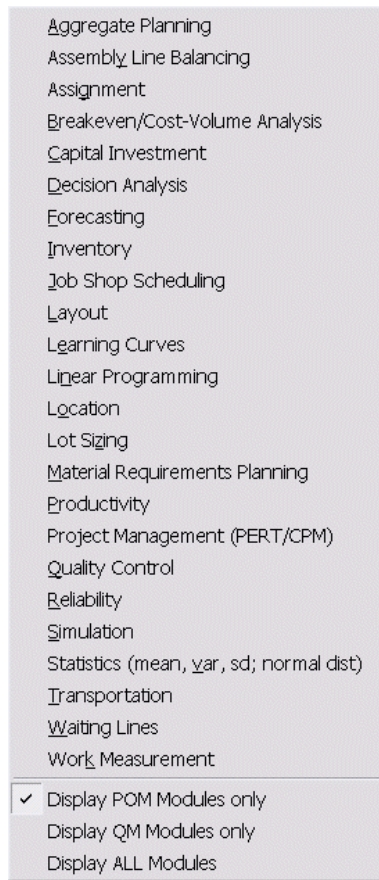 Aggregate Planning
Assembly Line Balancing
Assignment
Breakeven/Cost-Volume Analysis
Capital Investment
Decision Analysis
Forecasting
Inventory
Job Shop Scheduling
Layout
Learning Curves
Linear Programming
Location
Lot Sizing
Material Requirements Planning
Productivity
Project Management (PERT/CPM)
Quality Control
Reliability
Simulation
Statistics (mean, var, sd; normal dist)
Transportation
Waiting Lines
Work Measurement
Display POM Modules only
Display QM Modules only
Display ALL Modules